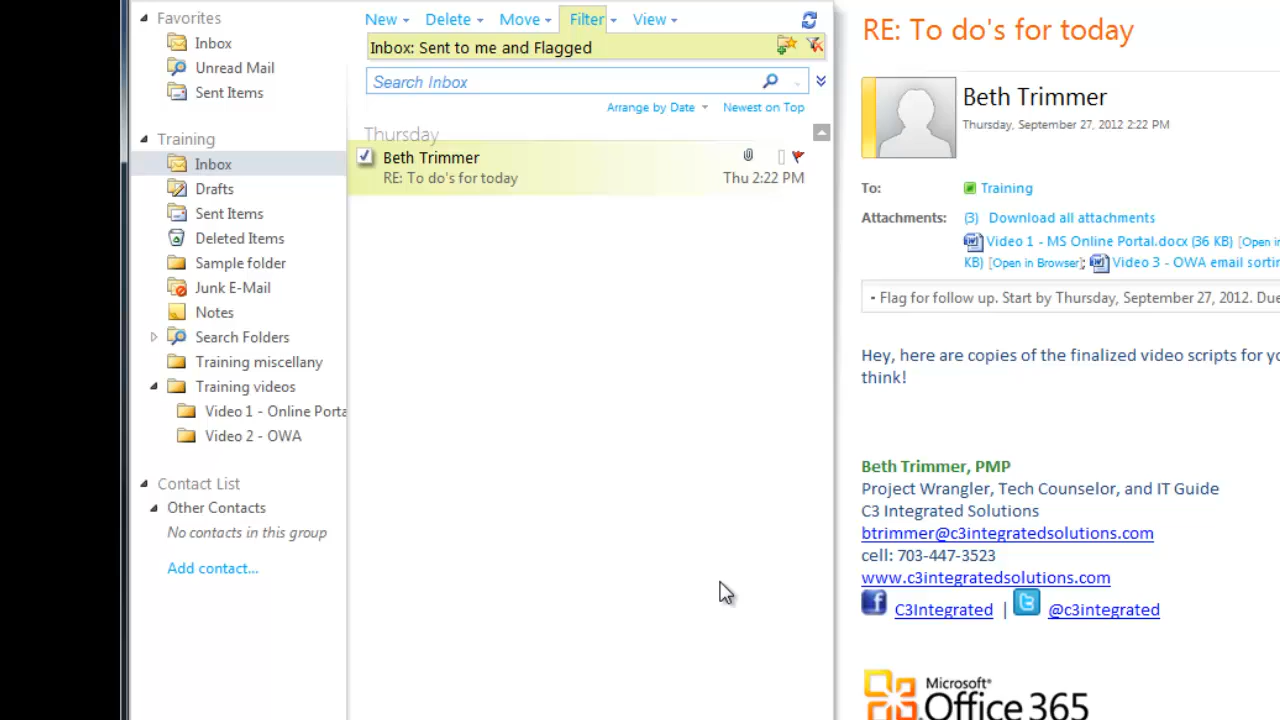 Favorites
Inbox
Unread Mail
Sent Items
Training
Inbox
Drafts
Sent Items
Deleted Items
Sample folder
Junk E-Mail
Notes
Search Folders
Training miscellany
Training videos
Video 1 - Online Porta
Video 2 - OWA
Contact List
Other Contacts
No contacts in this group
Add contact...
New Delete Move Filter View
Inbox: Sent to me and Flagged
Search Inbox
Arrange by Date Newest on Top
Thursday
Beth Trimmer
RE: To do's for today Thu 2:22 PM
RE: To do's for today
Beth Trimmer
Thursday, September 27, 2012 2:22 PM
To: Training
Attachments: (3) Download all attachments
Video 1 - MS Online Portal.docx (36 KB) [Open in
KB) [Open in Browser]; Video 3 - OWA email sortin
• Flag for follow up. Start by Thursday, September 27, 2012. Due
Hey, here are copies of the finalized video scripts for yo
think!
Beth Trimmer, PMP
Project Wrangler, Tech Counselor, and IT Guide
C3 Integrated Solutions
btrimmer@c3integratedsolutions.com
cell: 703-447-3523
www.c3integratedsolutions.com
C3Integrated | @c3integrated
Microsoft®
Office 365